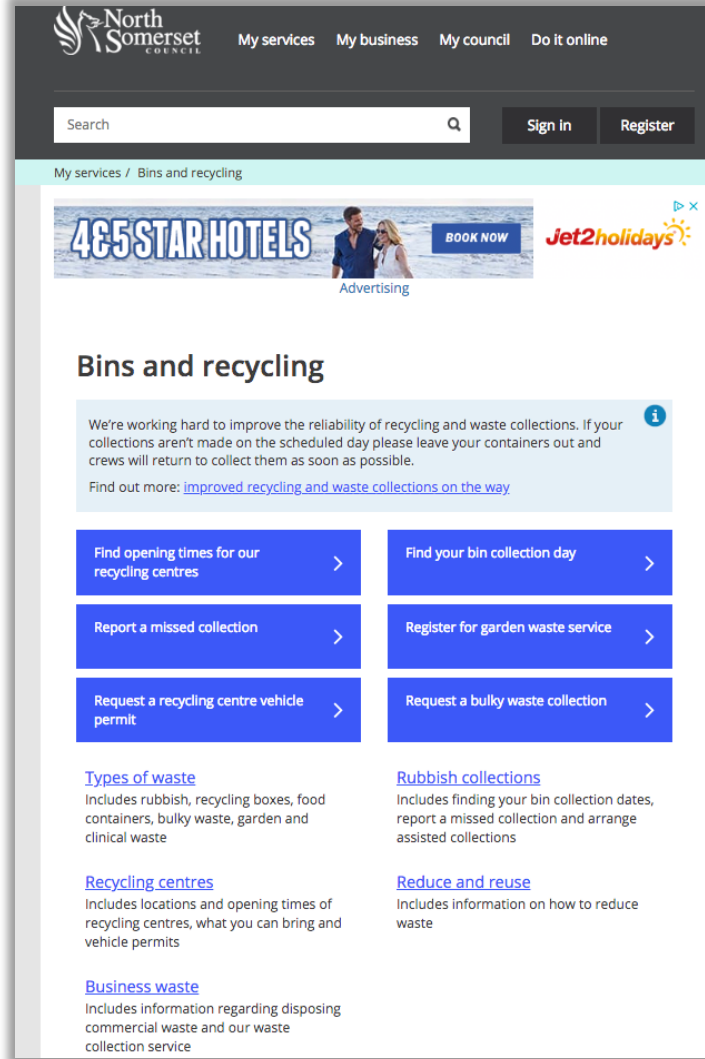 North
Somerset
COUNCIL
My services My business My council Do it online
Search
Sign in Register
My services / Bins and recycling
4&5 STAR HOTELS
BOOK NOW
Jet2holidays
Advertising
Bins and recycling
We're working hard to improve the reliability of recycling and waste collections. If your
collections aren't made on the scheduled day please leave your containers out and
crews will return to collect them as soon as possible.
Find out more: improved recycling and waste collections on the way
Find opening times for our
recycling centres
Find your bin collection day
Report a missed collection
Register for garden waste service
Request a recycling centre vehicle
permit
Request a bulky waste collection
Types of waste
Includes rubbish, recycling boxes, food
containers, bulky waste, garden and
clinical waste
Rubbish collections
Includes finding your bin collection dates,
report a missed collection and arrange
assisted collections
Recycling centres
Includes locations and opening times of
recycling centres, what you can bring and
vehicle permits
Reduce and reuse
Includes information on how to reduce
waste
Business waste
Includes information regarding disposing
commercial waste and our waste
collection service